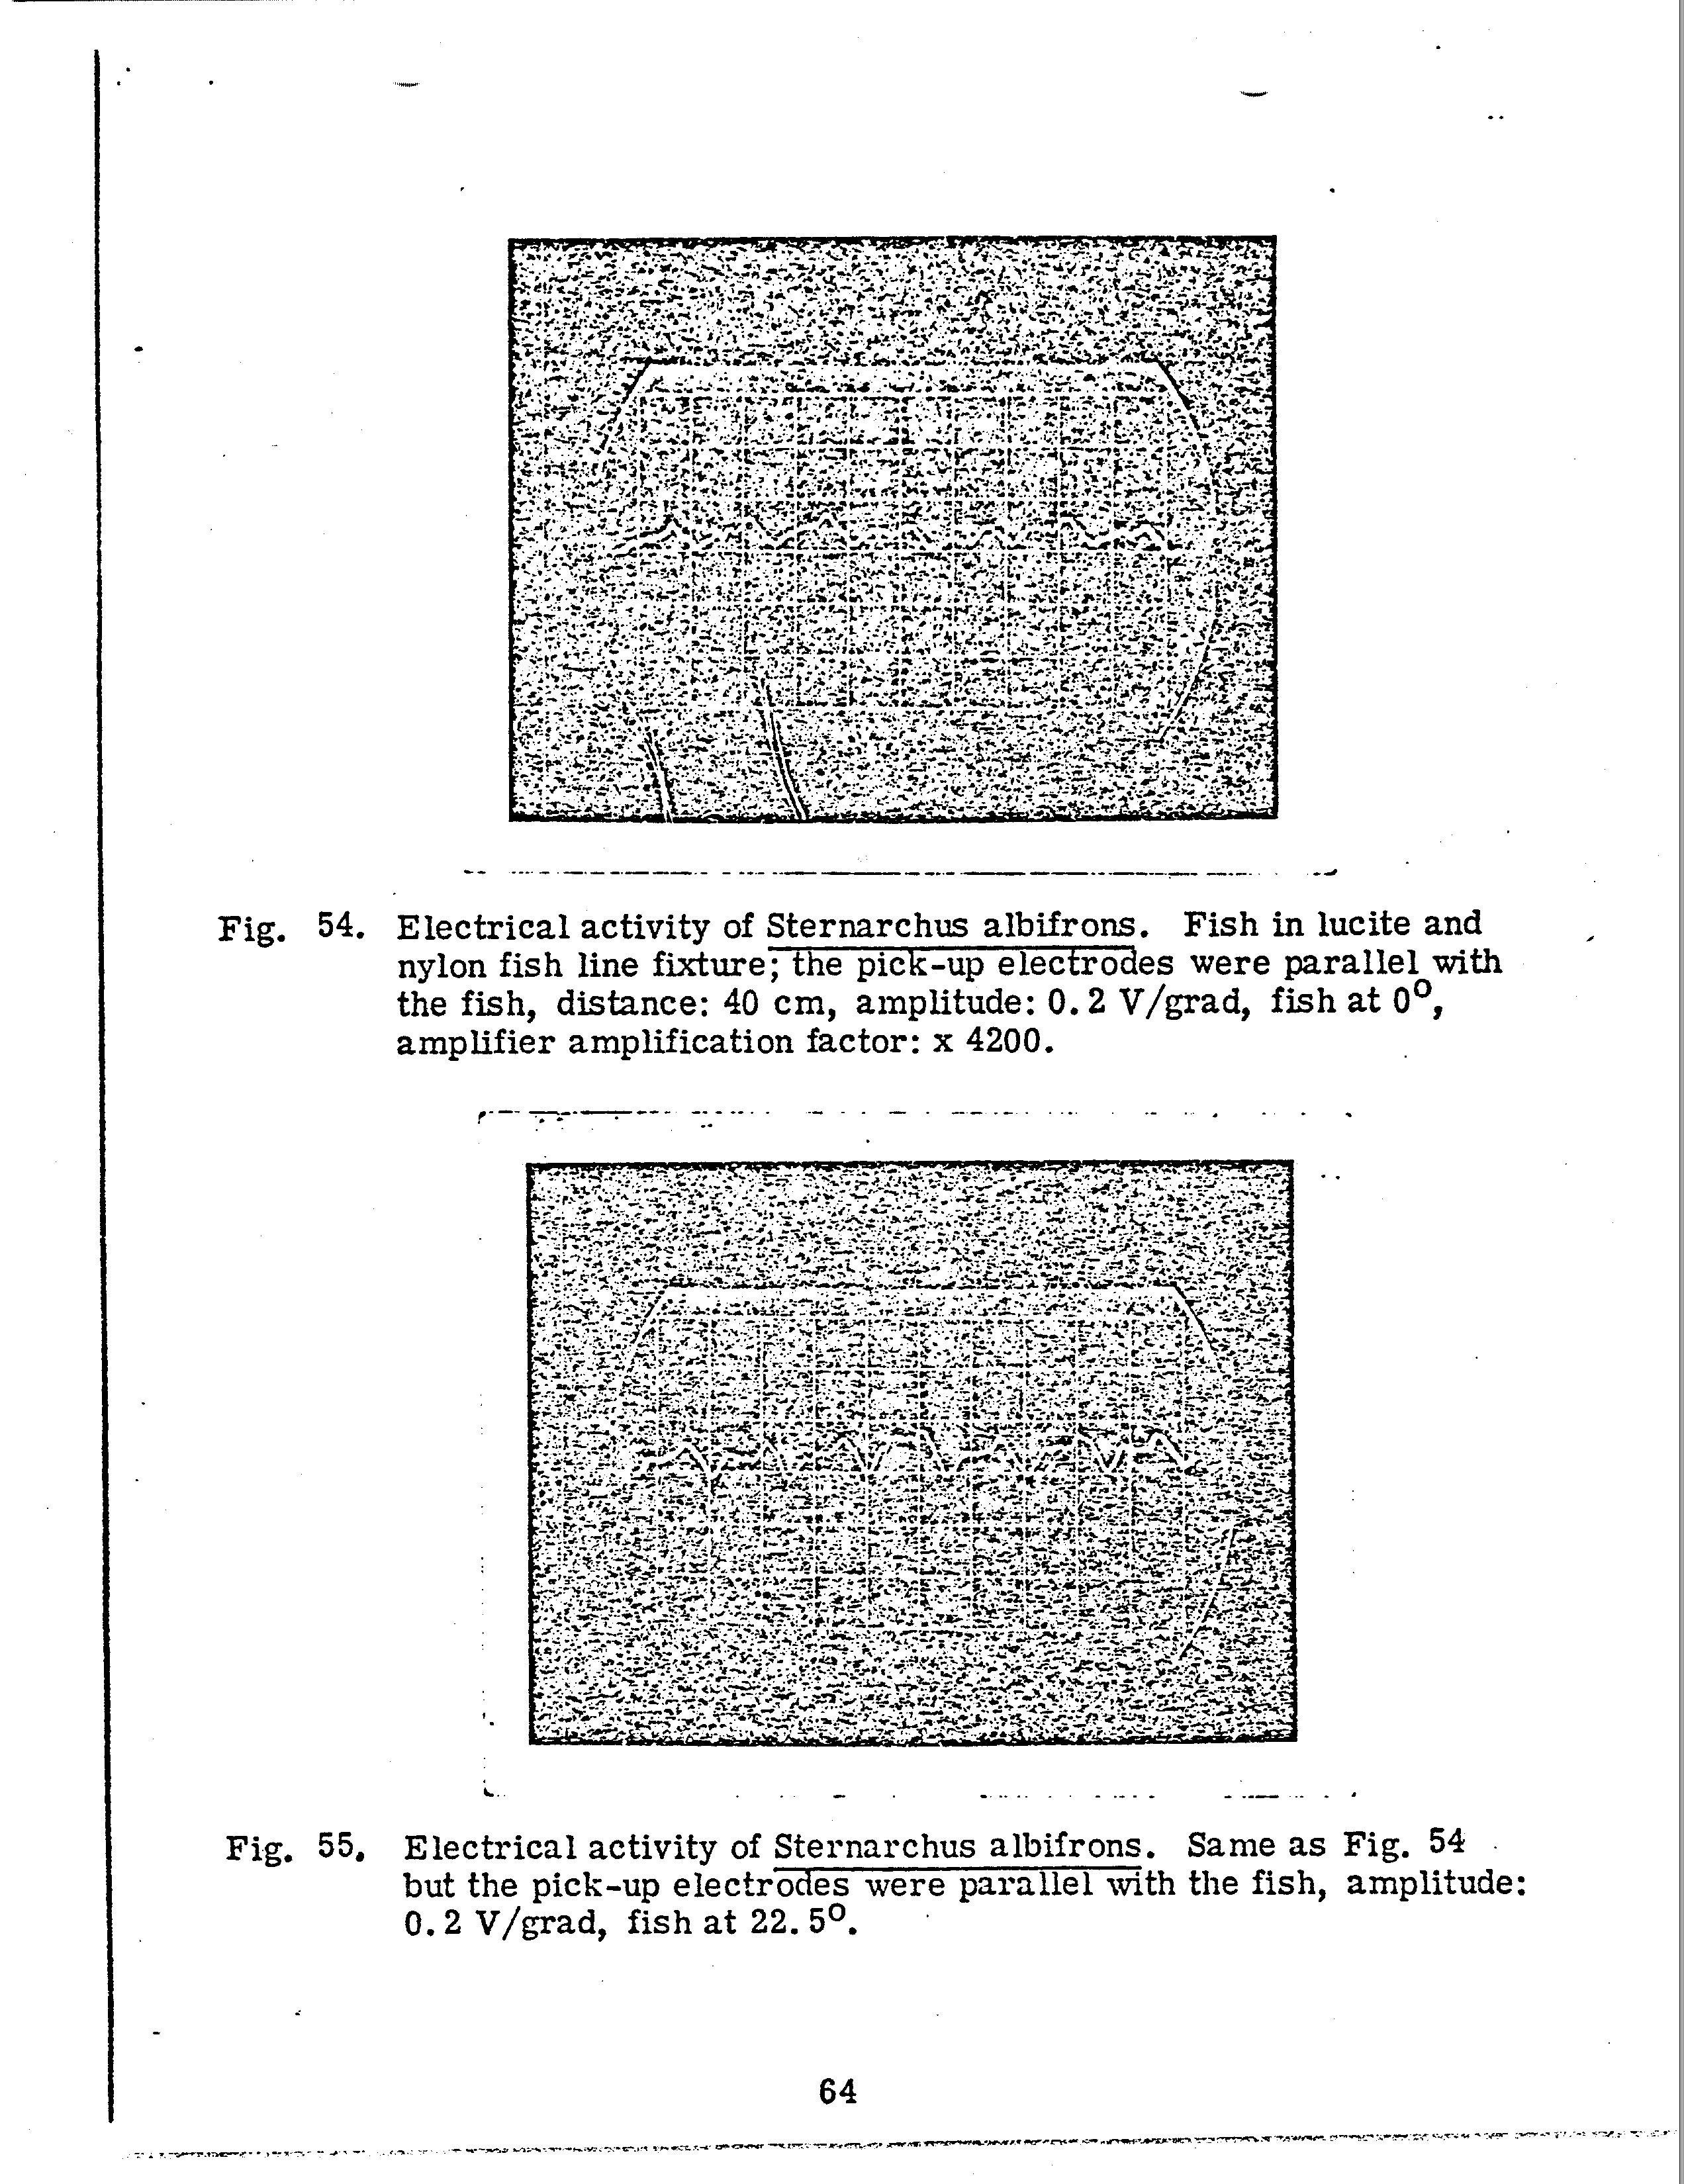 Fig. 54. Electrical activity of Sternarchus albifrons. Fish in lucite and
nylon fish line fixture; the pick-up electrodes were parallel with
the fish, distance: 40 cm, amplitude: 0.2 V/grad, fish at 0°,
amplifier amplification factor: x 4200.
Fig. 55. Electrical activity of Sternarchus albifrons. Same as Fig. 54
but the pick-up electrodes were parallel with the fish, amplitude:
0.2 V/grad, fish at 22.5°.
64